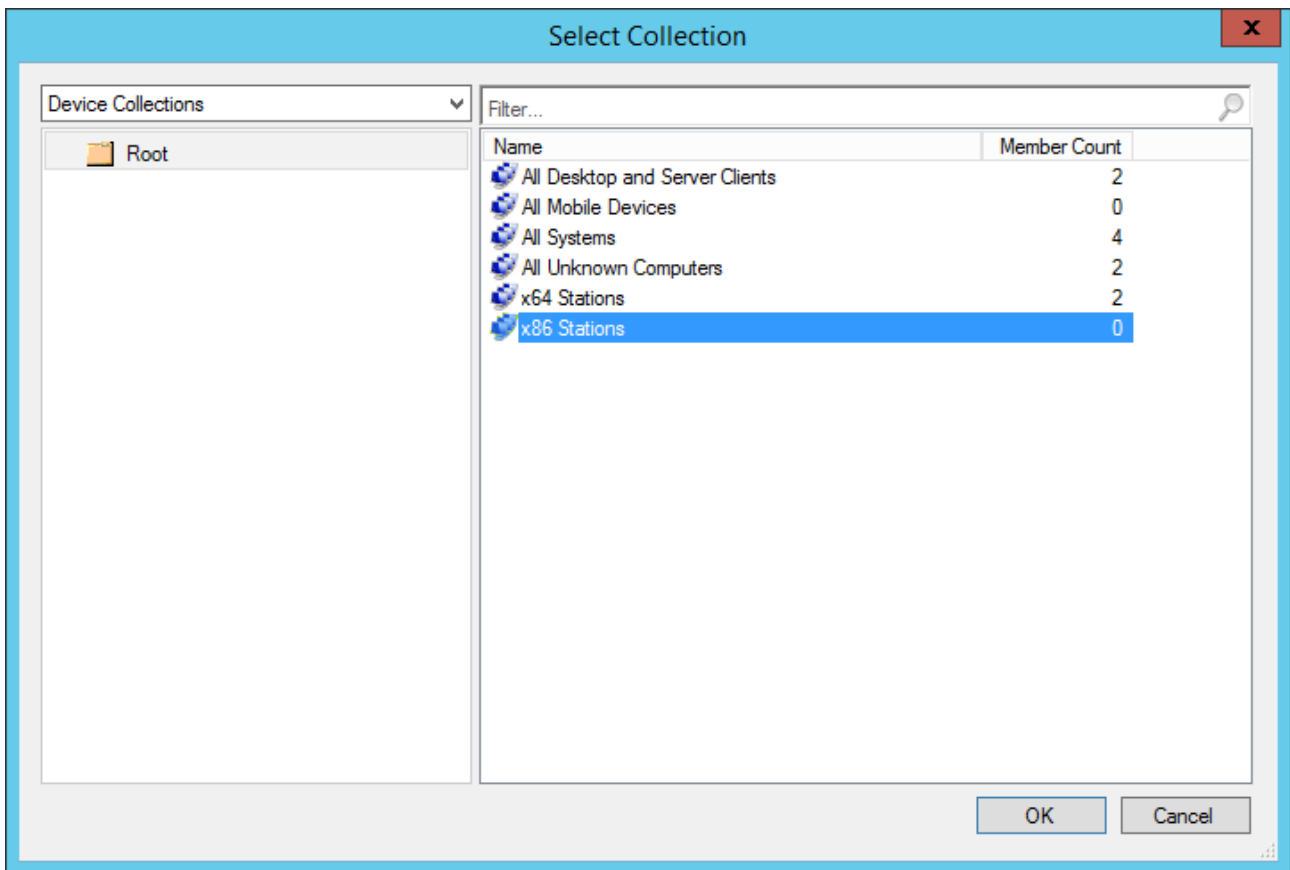 Select Collection
x
Device Collections
Filter...
Root
Name Member Count
All Desktop and Server Clients 2
All Mobile Devices 0
All Systems 4
All Unknown Computers 2
x64 Stations 2
x86 Stations 0
OK Cancel